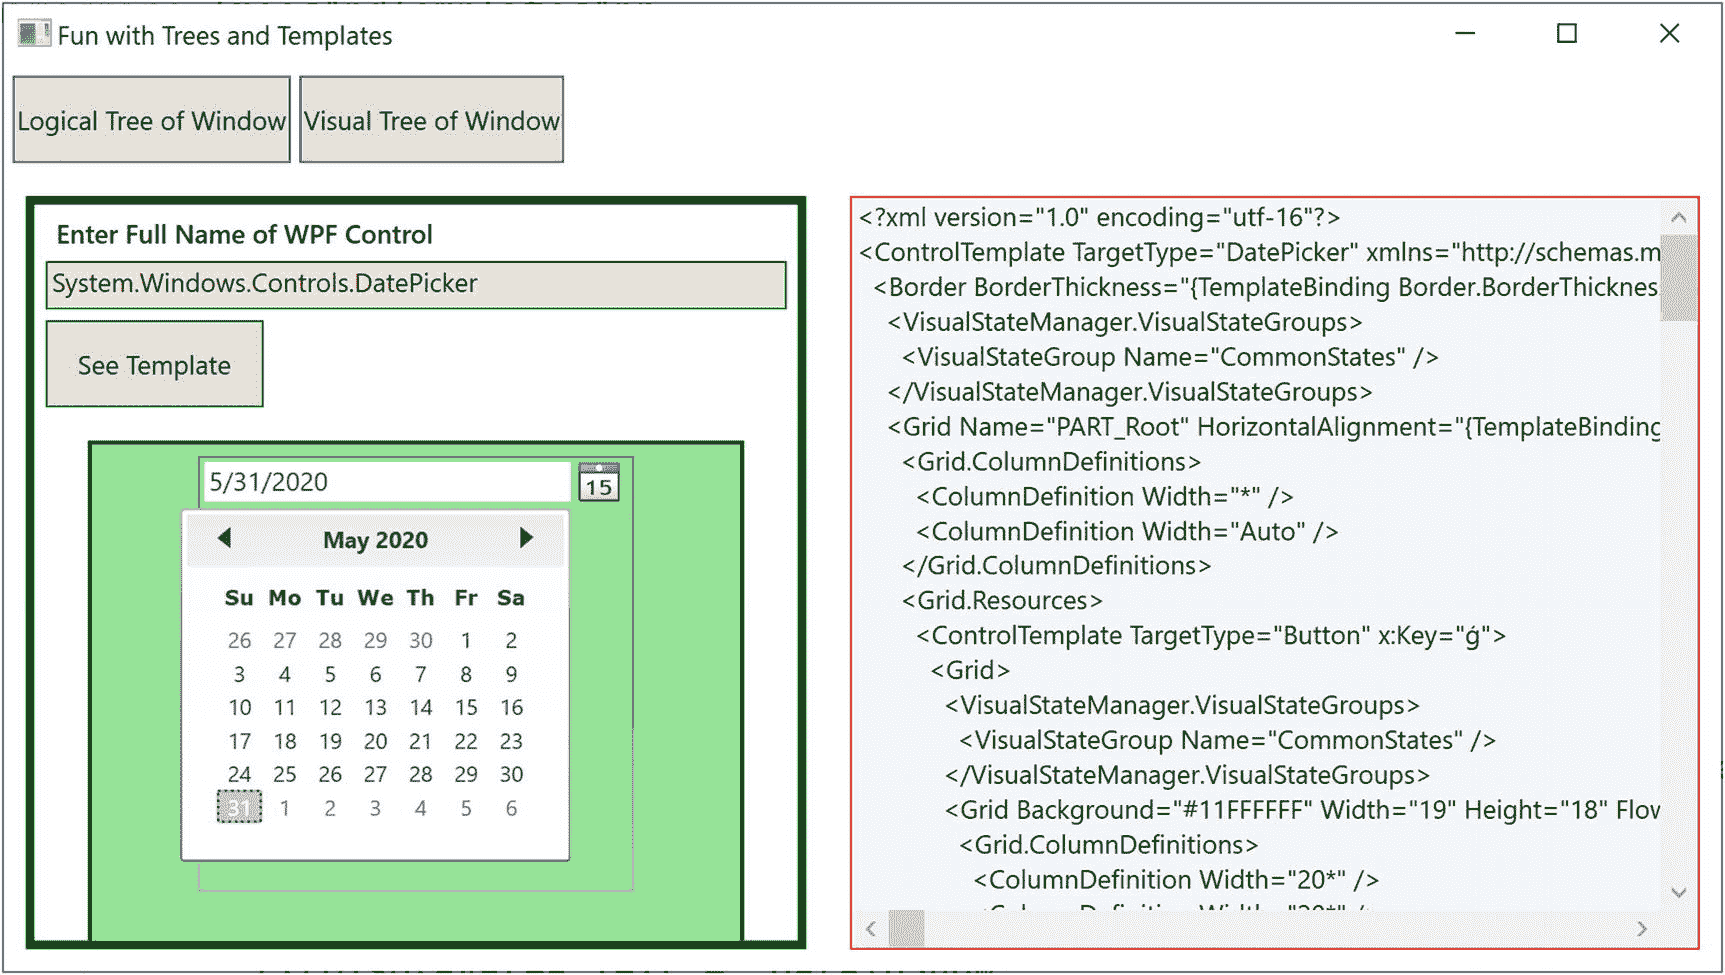 Fun with Trees and Templates
Logical Tree of Window
Visual Tree of Window
Enter Full Name of WPF Control
System.Windows.Controls.DatePicker
See Template
5/31/2020
15
May 2020
Su Mo Tu We Th Fr Sa
26 27 28 29 30 1 2
3 4 5 6 7 8 9
10 11 12 13 14 15 16
17 18 19 20 21 22 23
24 25 26 27 28 29 30
31 1 2 3 4 5 6
<?xml version="1.0" encoding="utf-16"?>
<ControlTemplate TargetType="DatePicker" xmlns="http://schemas.m
<Border BorderThickness="{TemplateBinding Border.BorderThicknes
<VisualStateManager.VisualStateGroups>
<VisualStateGroup Name="CommonStates" />
</VisualStateManager.VisualStateGroups>
<Grid Name="PART_Root" HorizontalAlignment="{TemplateBinding
<Grid.ColumnDefinitions>
<ColumnDefinition Width="*" />
<ColumnDefinition Width="Auto" />
</Grid.ColumnDefinitions>
<Grid.Resources>
<ControlTemplate TargetType="Button" x:Key="ģ">
<Grid>
<VisualStateManager.VisualStateGroups>
<VisualStateGroup Name="CommonStates" />
</VisualStateManager.VisualStateGroups>
<Grid Background="#11FFFFFF" Width="19" Height="18" Flow
<Grid.ColumnDefinitions>
<ColumnDefinition Width="20*" />
<ColumnDefinition Width="20*" />